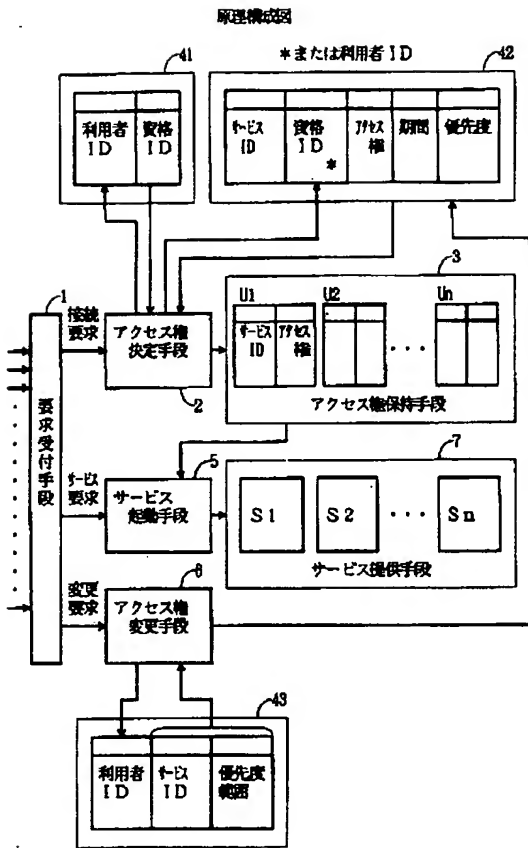 原理構成図
41
*または利用者ID
42
利用者
ID
資格
ID
サービス
ID
資格
ID
*
アクセス
権
期間
優先度
3
1
接続
要求
アクセス権
決定手段
2
U1
U2
Un
サービス
ID
アクセス
権
・・・
アクセス権保持手段
要求受付手段
5
7
サービス
要求
サービス
起動手段
S1
S2
・・・
Sn
サービス提供手段
6
変更
要求
アクセス権
変更手段
43
利用者
ID
サービス
ID
優先度
範囲